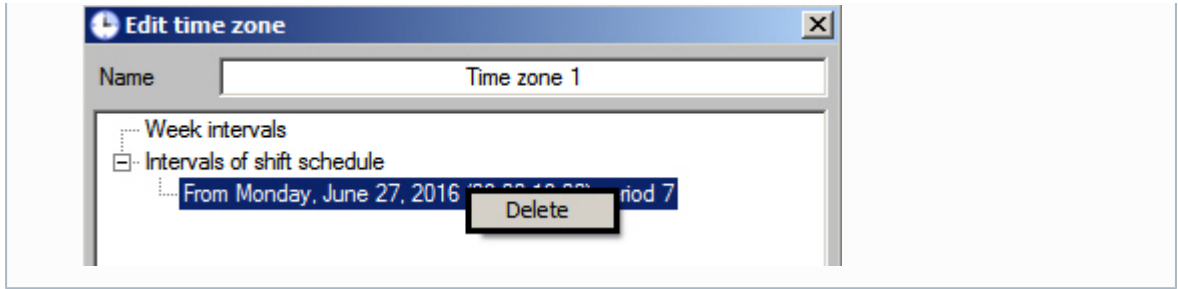 Edit time zone
Name
Time zone 1
Week intervals
Intervals of shift schedule
From Monday, June 27, 2016 7
Delete